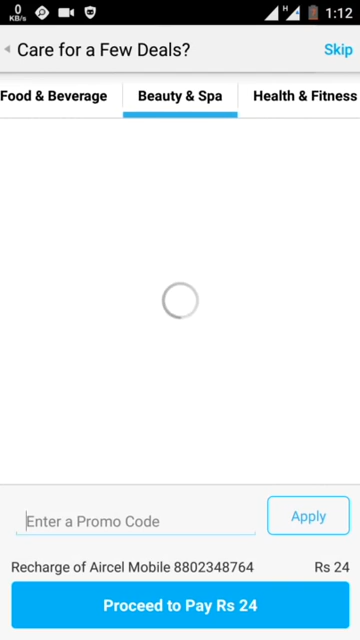 0 KB/s H 1:12
Care for a Few Deals? Skip
Food & Beverage Beauty & Spa Health & Fitness
Enter a Promo Code Apply
Recharge of Aircel Mobile 8802348764 Rs 24
Proceed to Pay Rs 24